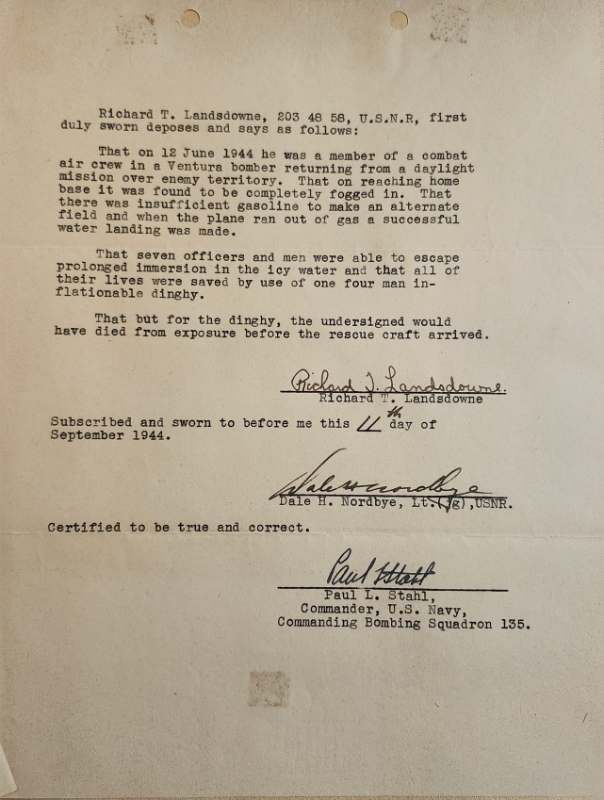 Richard T. Landsdowne, 203 48 58, U.S.N.R, first
duly sworn deposes and says as follows:
That on 12 June 1944 he was a member of a combat
air crew in a Ventura bomber returning from a daylight
mission over enemy territory. That on reaching home
base it was found to be completely fogged in. That
there was insufficient gasoline to make an alternate
field and when the plane ran out of gas a successful
water landing was made.
That seven officers and men were able to escape
prolonged immersion in the icy water and that all of
their lives were saved by use of one four man in-
flationable dinghy.
That but for the dinghy, the undersigned would
have died from exposure before the rescue craft arrived.
Richard T. Landsdowne.
Richard T. Landsdowne
Subscribed and sworn to before me this 11th day of
September 1944.
Dale H Nordbye
Dale H. Nordbye, Lt.(jg),USNR.
Certified to be true and correct.
Paul L Stahl
Paul L. Stahl,
Commander, U.S. Navy,
Commanding Bombing Squadron 135.